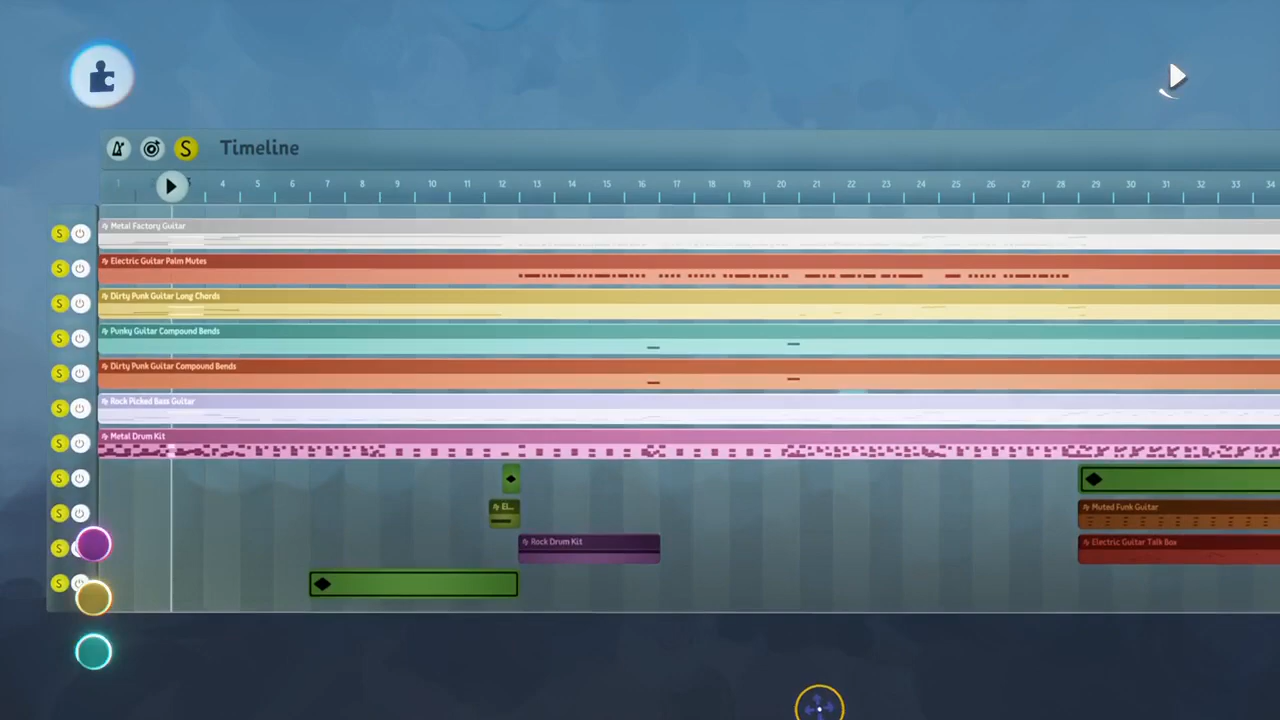 S Timeline
1 3 4 5 6 7 8 9 10 11 12 13 14 15 16 17 18 19 20 21 22 23 24 25 26 27 28 29 30 31 32 33 34
S Metal Factory Guitar
S Electric Guitar Palm Mutes
S Dirty Punk Guitar Long Chords
S Punky Guitar Compound Bends
S Dirty Punk Guitar Compound Bends
S Rock Picked Bass Guitar
S Metal Drum Kit
S
S El... Muted Funk Guitar
S Rock Drum Kit Electric Guitar Talk Box
S